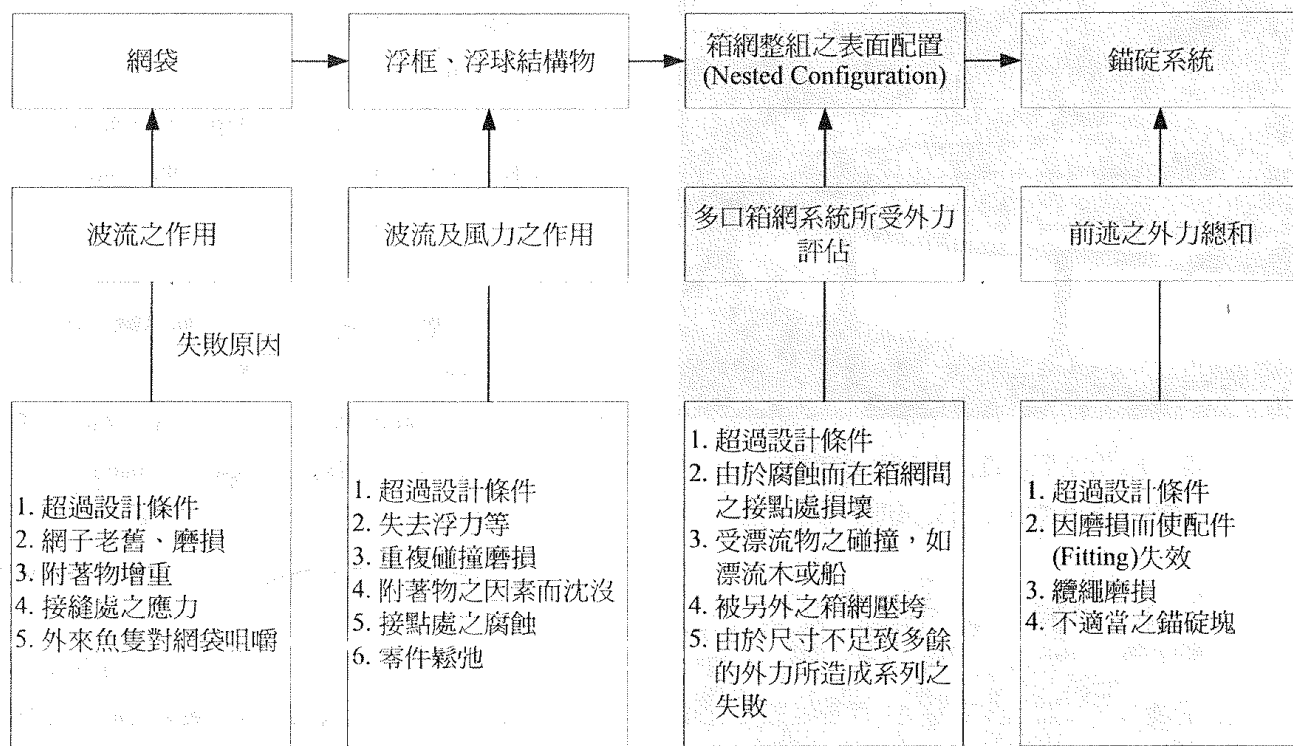 網袋
浮框、浮球結構物
箱網整組之表面配置
(Nested Configuration)
錨碇系統
波流之作用
波流及風力之作用
多口箱網系統所受外力
評估
前述之外力總和
失敗原因
1. 超過設計條件
2. 網子老舊、磨損
3. 附著物增重
4. 接縫處之應力
5. 外來魚隻對網袋咀嚼
1. 超過設計條件
2. 失去浮力等
3. 重複碰撞磨損
4. 附著物之因素而沈沒
5. 接點處之腐蝕
6. 零件鬆弛
1. 超過設計條件
2. 由於腐蝕而在箱網間
之接點處損壞
3. 受漂流物之碰撞，如
漂流木或船
4. 被另外之箱網壓垮
5. 由於尺寸不足致多餘
的外力所造成系列之
失敗
1. 超過設計條件
2. 因磨損而使配件
(Fitting)失效
3. 纜繩磨損
4. 不適當之錨碇塊